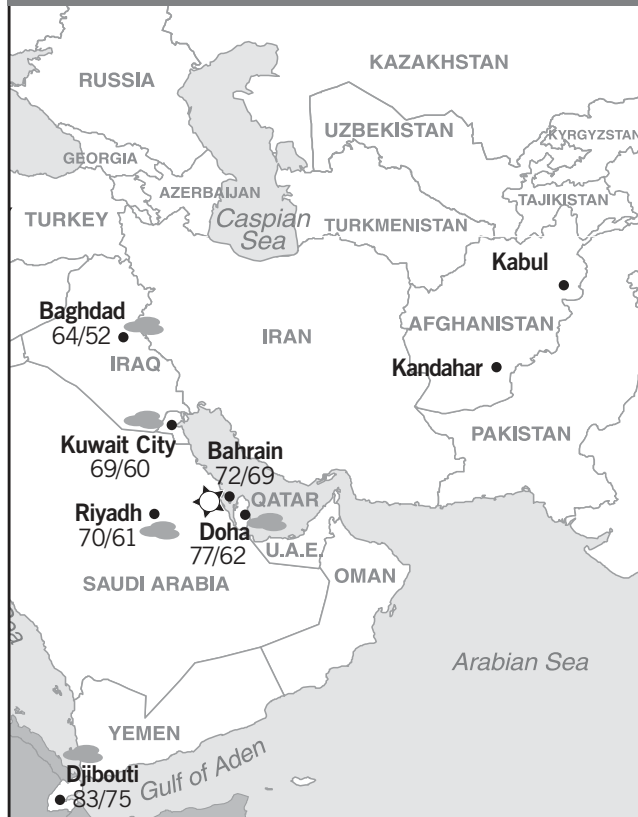 KAZAKHSTAN
RUSSIA
UZBEKISTAN
KYRGYZSTAN
GEORGIA
AZERBAIJAN
TAJIKISTAN
TURKEY
Caspian
Sea
TURKMENISTAN
Kabul
Baghdad
64/52
IRAQ
IRAN
AFGHANISTAN
Kandahar
Kuwait City
69/60
PAKISTAN
Bahrain
72/69
QATAR
Riyadh
70/61
Doha
77/62
U.A.E.
SAUDI ARABIA
OMAN
Arabian Sea
YEMEN
Gulf of Aden
Djibouti
83/75